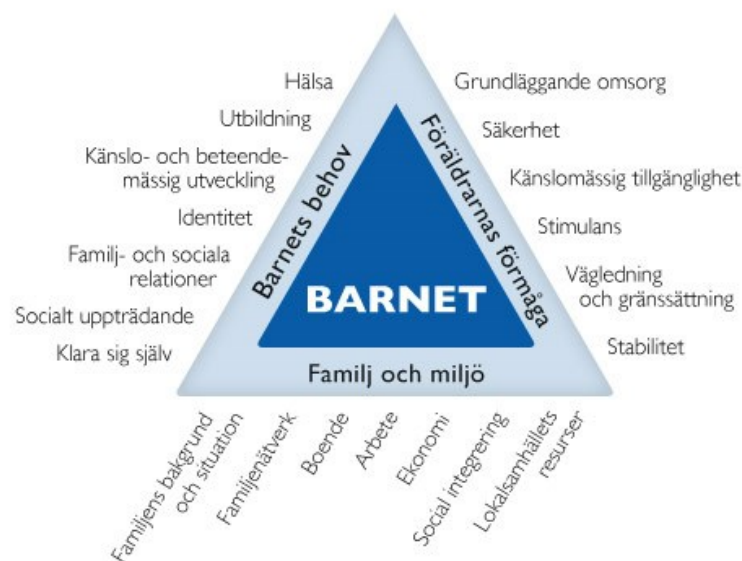 Hälsa
Utbildning
Känslo- och beteende-
mässig utveckling
Identitet
Familj- och sociala
relationer
Socialt uppträdande
Klara sig själv
Barnets behov
Grundläggande omsorg
Säkerhet
Känslomässig tillgänglighet
Stimulans
Vägledning
och gränssättning
Stabilitet
Föräldrarnas förmåga
BARNET
Familj och miljö
Familjens bakgrund
och situation
Familjenätverk
Boende
Arbete
Ekonomi
Social integrering
Lokalsamhällets
resurser